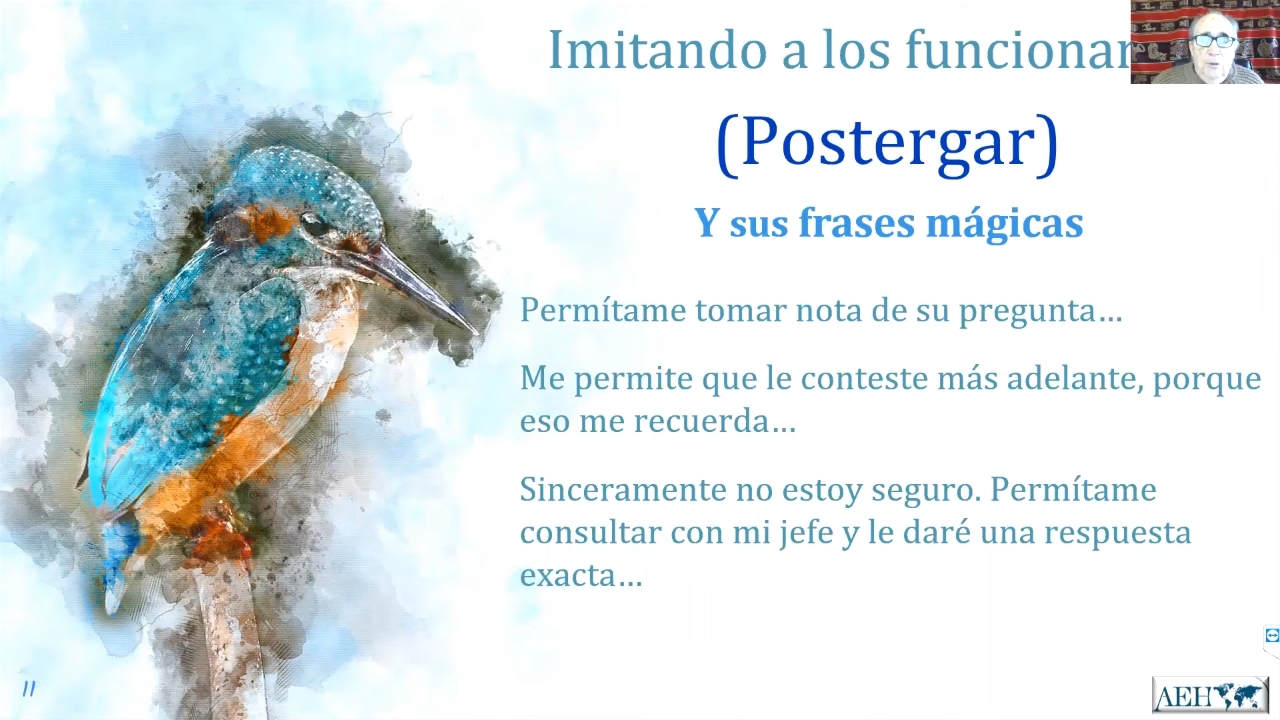 Imitando a los funcionar
(Postergar)
Y sus frases mágicas
Permítame tomar nota de su pregunta...
Me permite que le conteste más adelante, porque
eso me recuerda...
Sinceramente no estoy seguro. Permítame
consultar con mi jefe y le daré una respuesta
exacta...
11
AEH